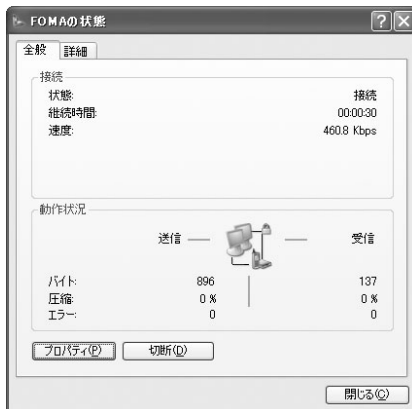 FOMAの状態
全般 詳細
接続
状態: 接続
継続時間: 00:00:30
速度: 460.8 Kbps
動作状況
送信 — — 受信
バイト: 896 137
圧縮: 0 % 0 %
エラー: 0 0
プロパティ(P) 切断(D)
閉じる(C)